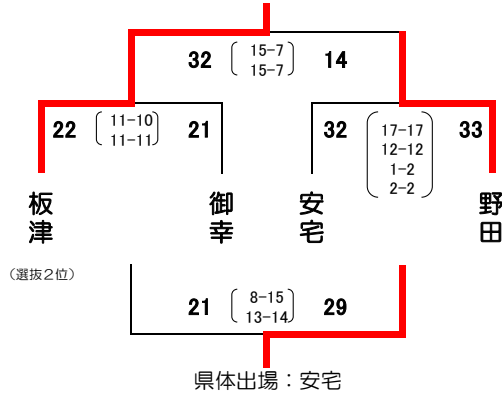 32 15-7 14
15-7
22 11-10 21
11-11
32 17-17 33
12-12
1-2
2-2
板津
御幸
安宅
野田
(選抜2位)
21 8-15 29
13-14
県体出場：安宅